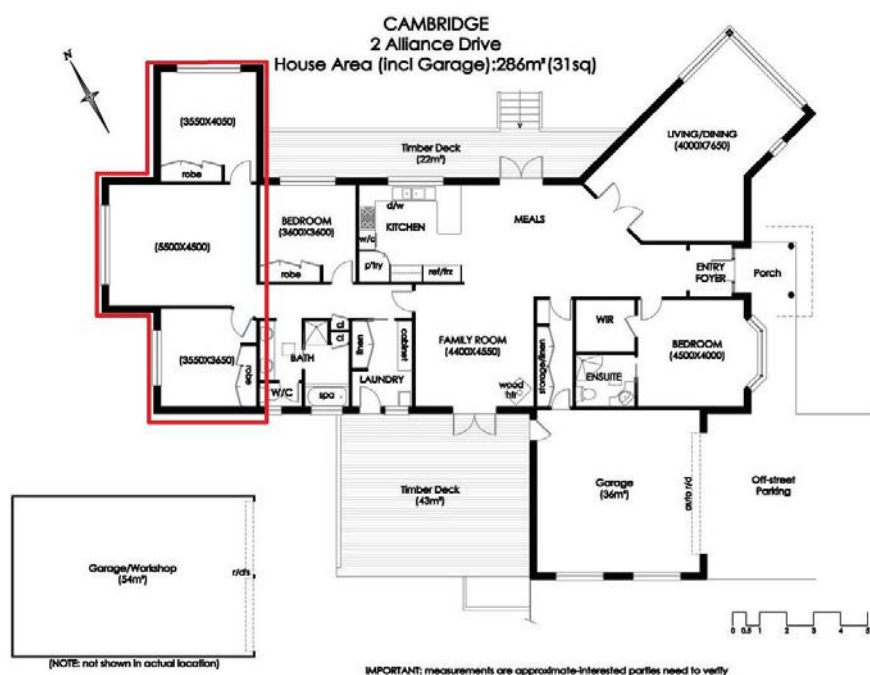 CAMBRIDGE
2 Alliance Drive
House Area (incl Garage):286m²(31sq)
N
(3550X4050)
robe
(5500X4500)
(3550X3650)
robe
BEDROOM
(3600X3600)
robe
Timber Deck
(22m²)
d/w
KITCHEN
w/c
p'try
ref/frz
MEALS
LIVING/DINING
(4000X7650)
ENTRY
FOYER
Porch
BATH
W/C
spa
linen
cabinet
LAUNDRY
FAMILY ROOM
(4400X4550)
wood
htr
storage/linen
WIR
ENSUITE
BEDROOM
(4500X4000)
Timber Deck
(43m²)
Garage
(36m²)
auto r/d
Off-street
Parking
Garage/Workshop
(54m²)
r/d's
(NOTE: not shown in actual location)
0 0.5 1 2 3 4 5
IMPORTANT: measurements are approximate-interested parties need to verify